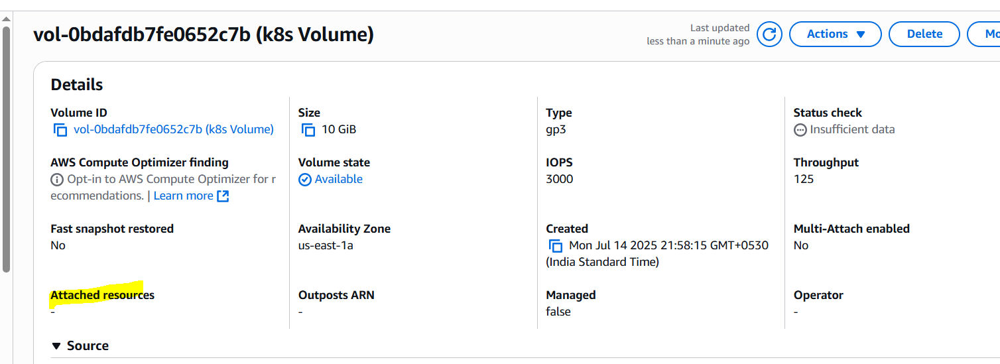 vol-0bdafdb7fe0652c7b (k8s Volume)
Last updated
less than a minute ago
Actions
Delete
Details
Volume ID
vol-0bdafdb7fe0652c7b (k8s Volume)
Size
10 GiB
Type
gp3
Status check
Insufficient data
AWS Compute Optimizer finding
Opt-in to AWS Compute Optimizer for r
ecommendations. | Learn more
Volume state
Available
IOPS
3000
Throughput
125
Fast snapshot restored
No
Availability Zone
us-east-1a
Created
Mon Jul 14 2025 21:58:15 GMT+0530
(India Standard Time)
Multi-Attach enabled
No
Attached resources
-
Outposts ARN
-
Managed
false
Operator
-
Source